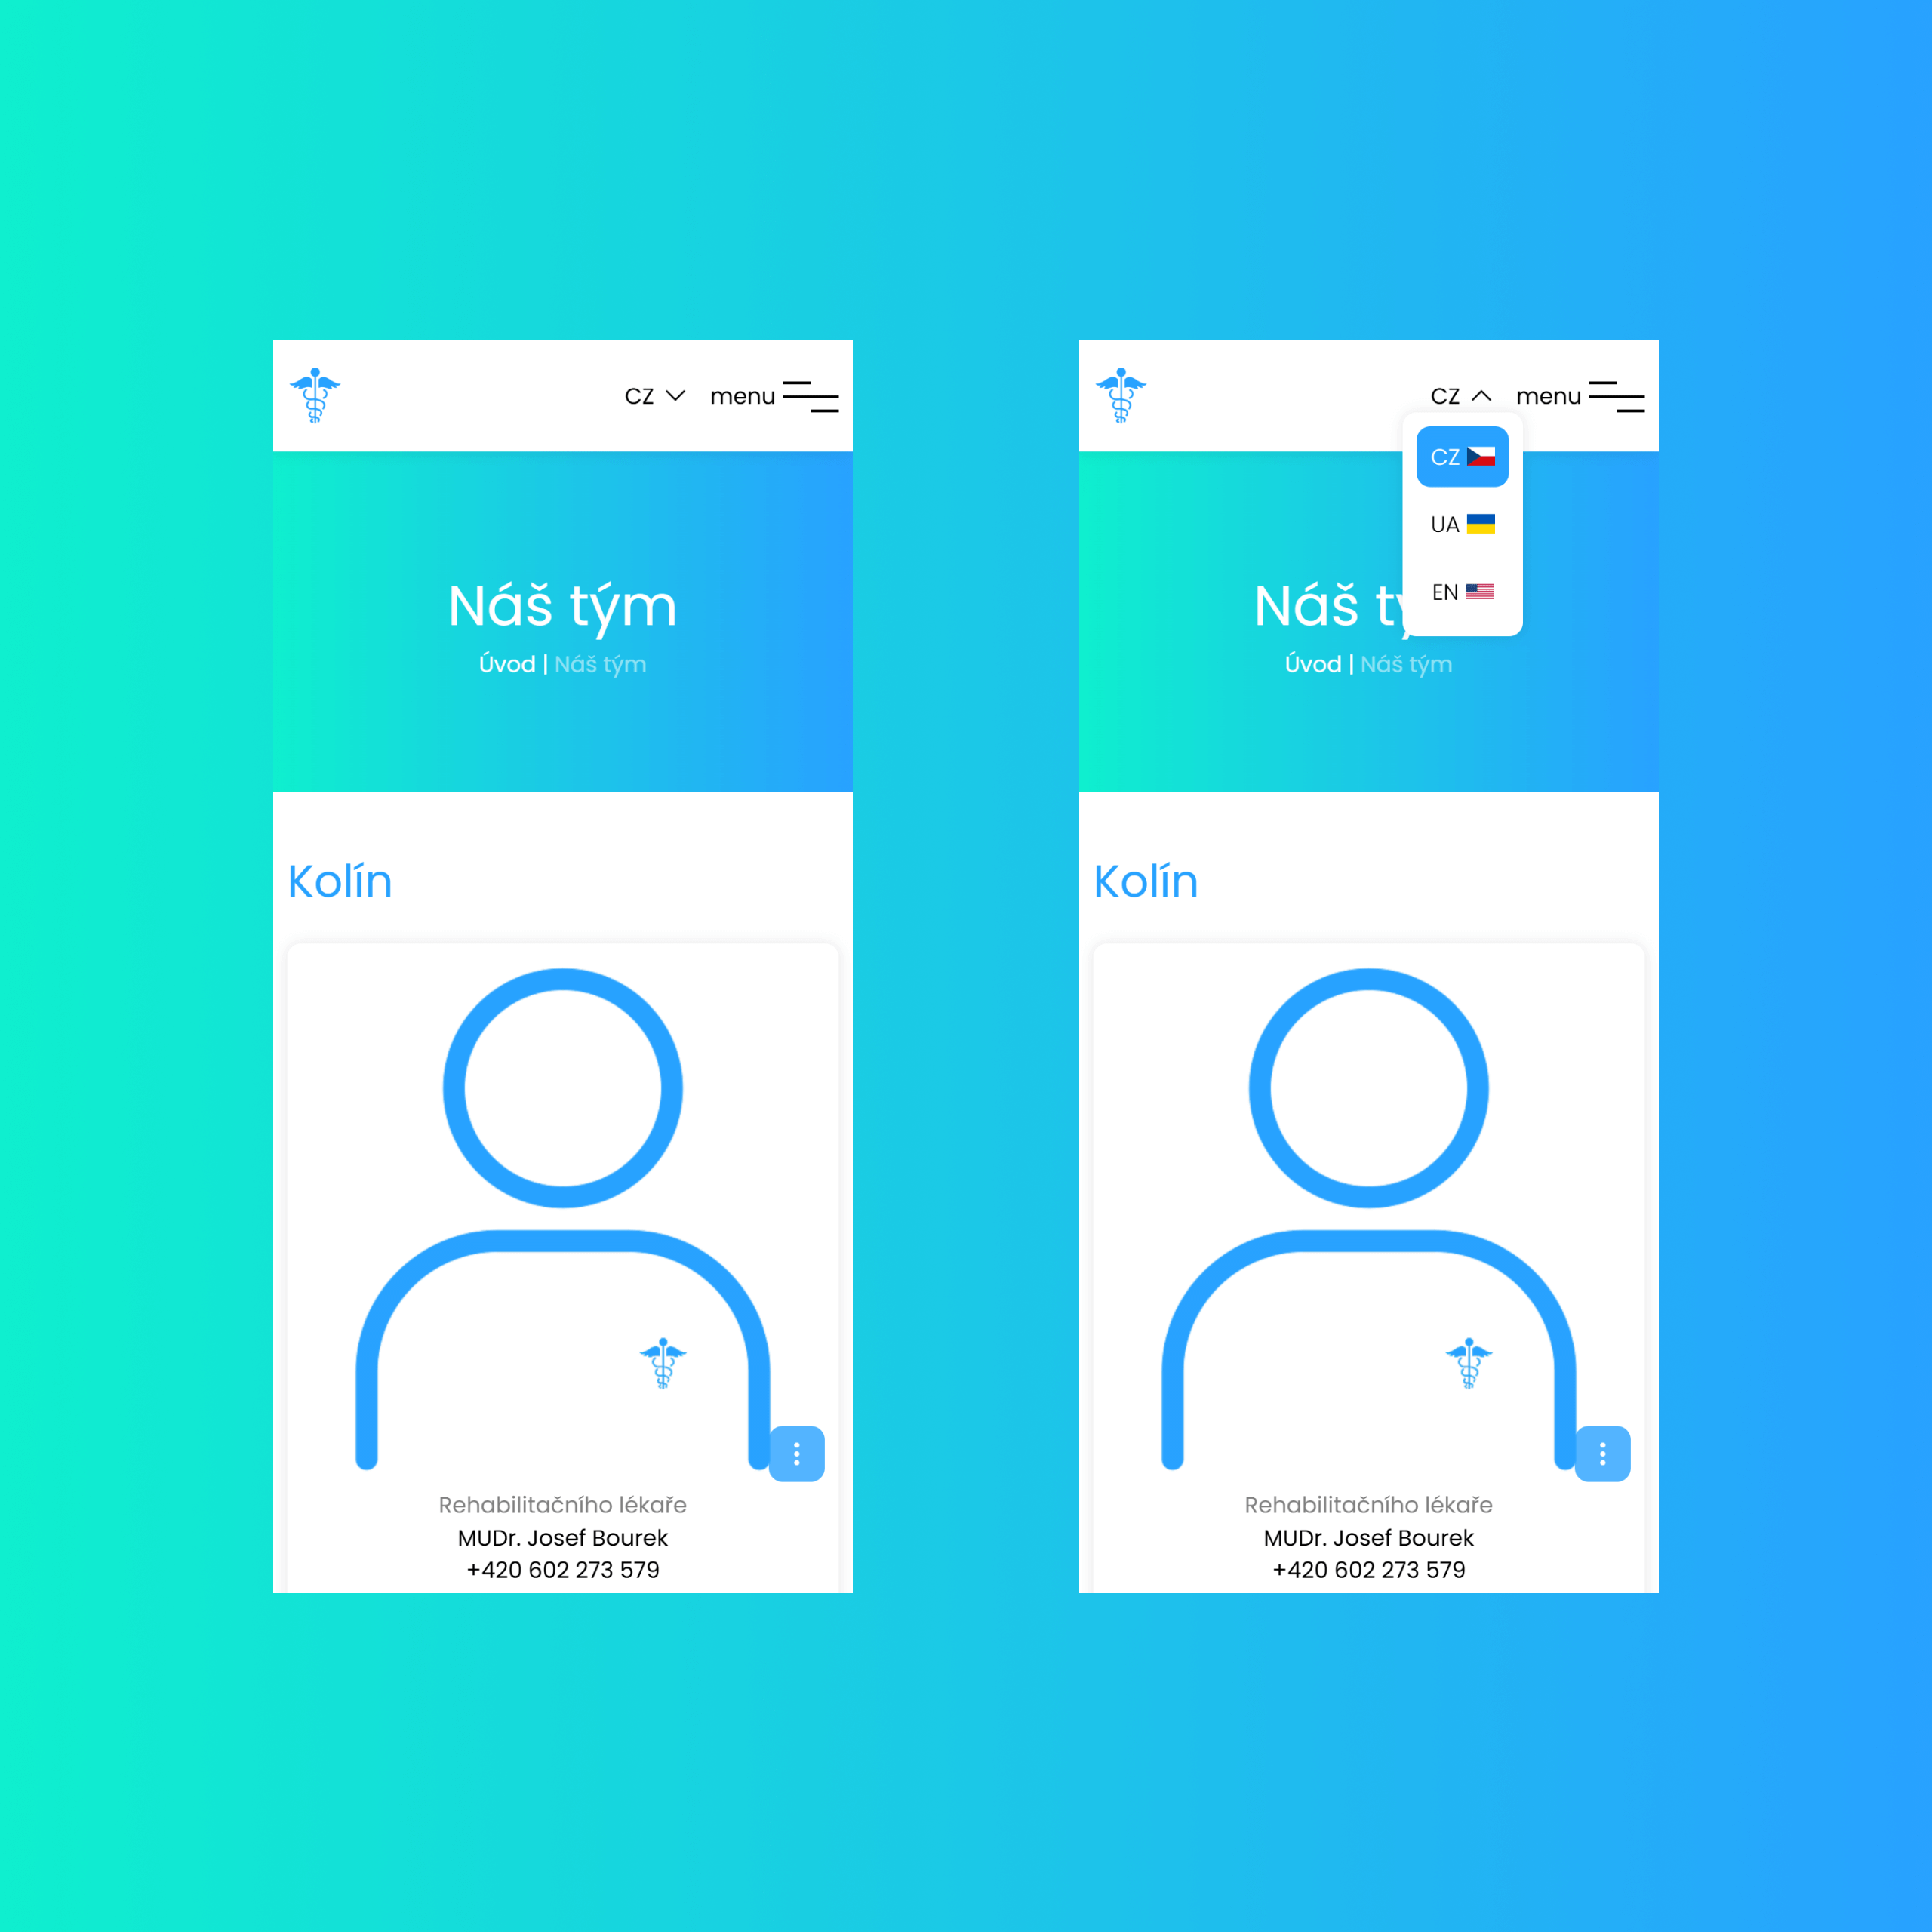 CZ menu
Náš tým
Úvod | Náš tým
Kolín
Rehabilitačního lékaře
MUDr. Josef Bourek
+420 602 273 579
CZ menu
CZ
UA
EN
Náš tý
Úvod | Náš tým
Kolín
Rehabilitačního lékaře
MUDr. Josef Bourek
+420 602 273 579